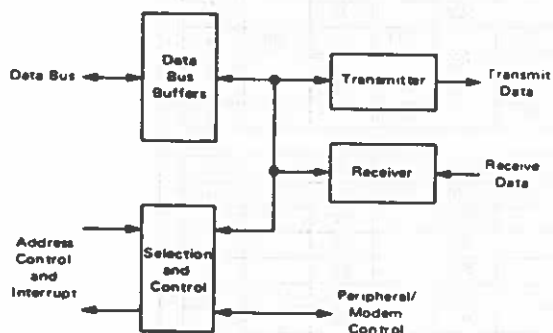 Data Bus
Data
Bus
Buffers
Transmitter
Transmit
Data
Receiver
Receive
Data
Address
Control
and
Interrupt
Selection
and
Control
Peripheral/
Modem
Control